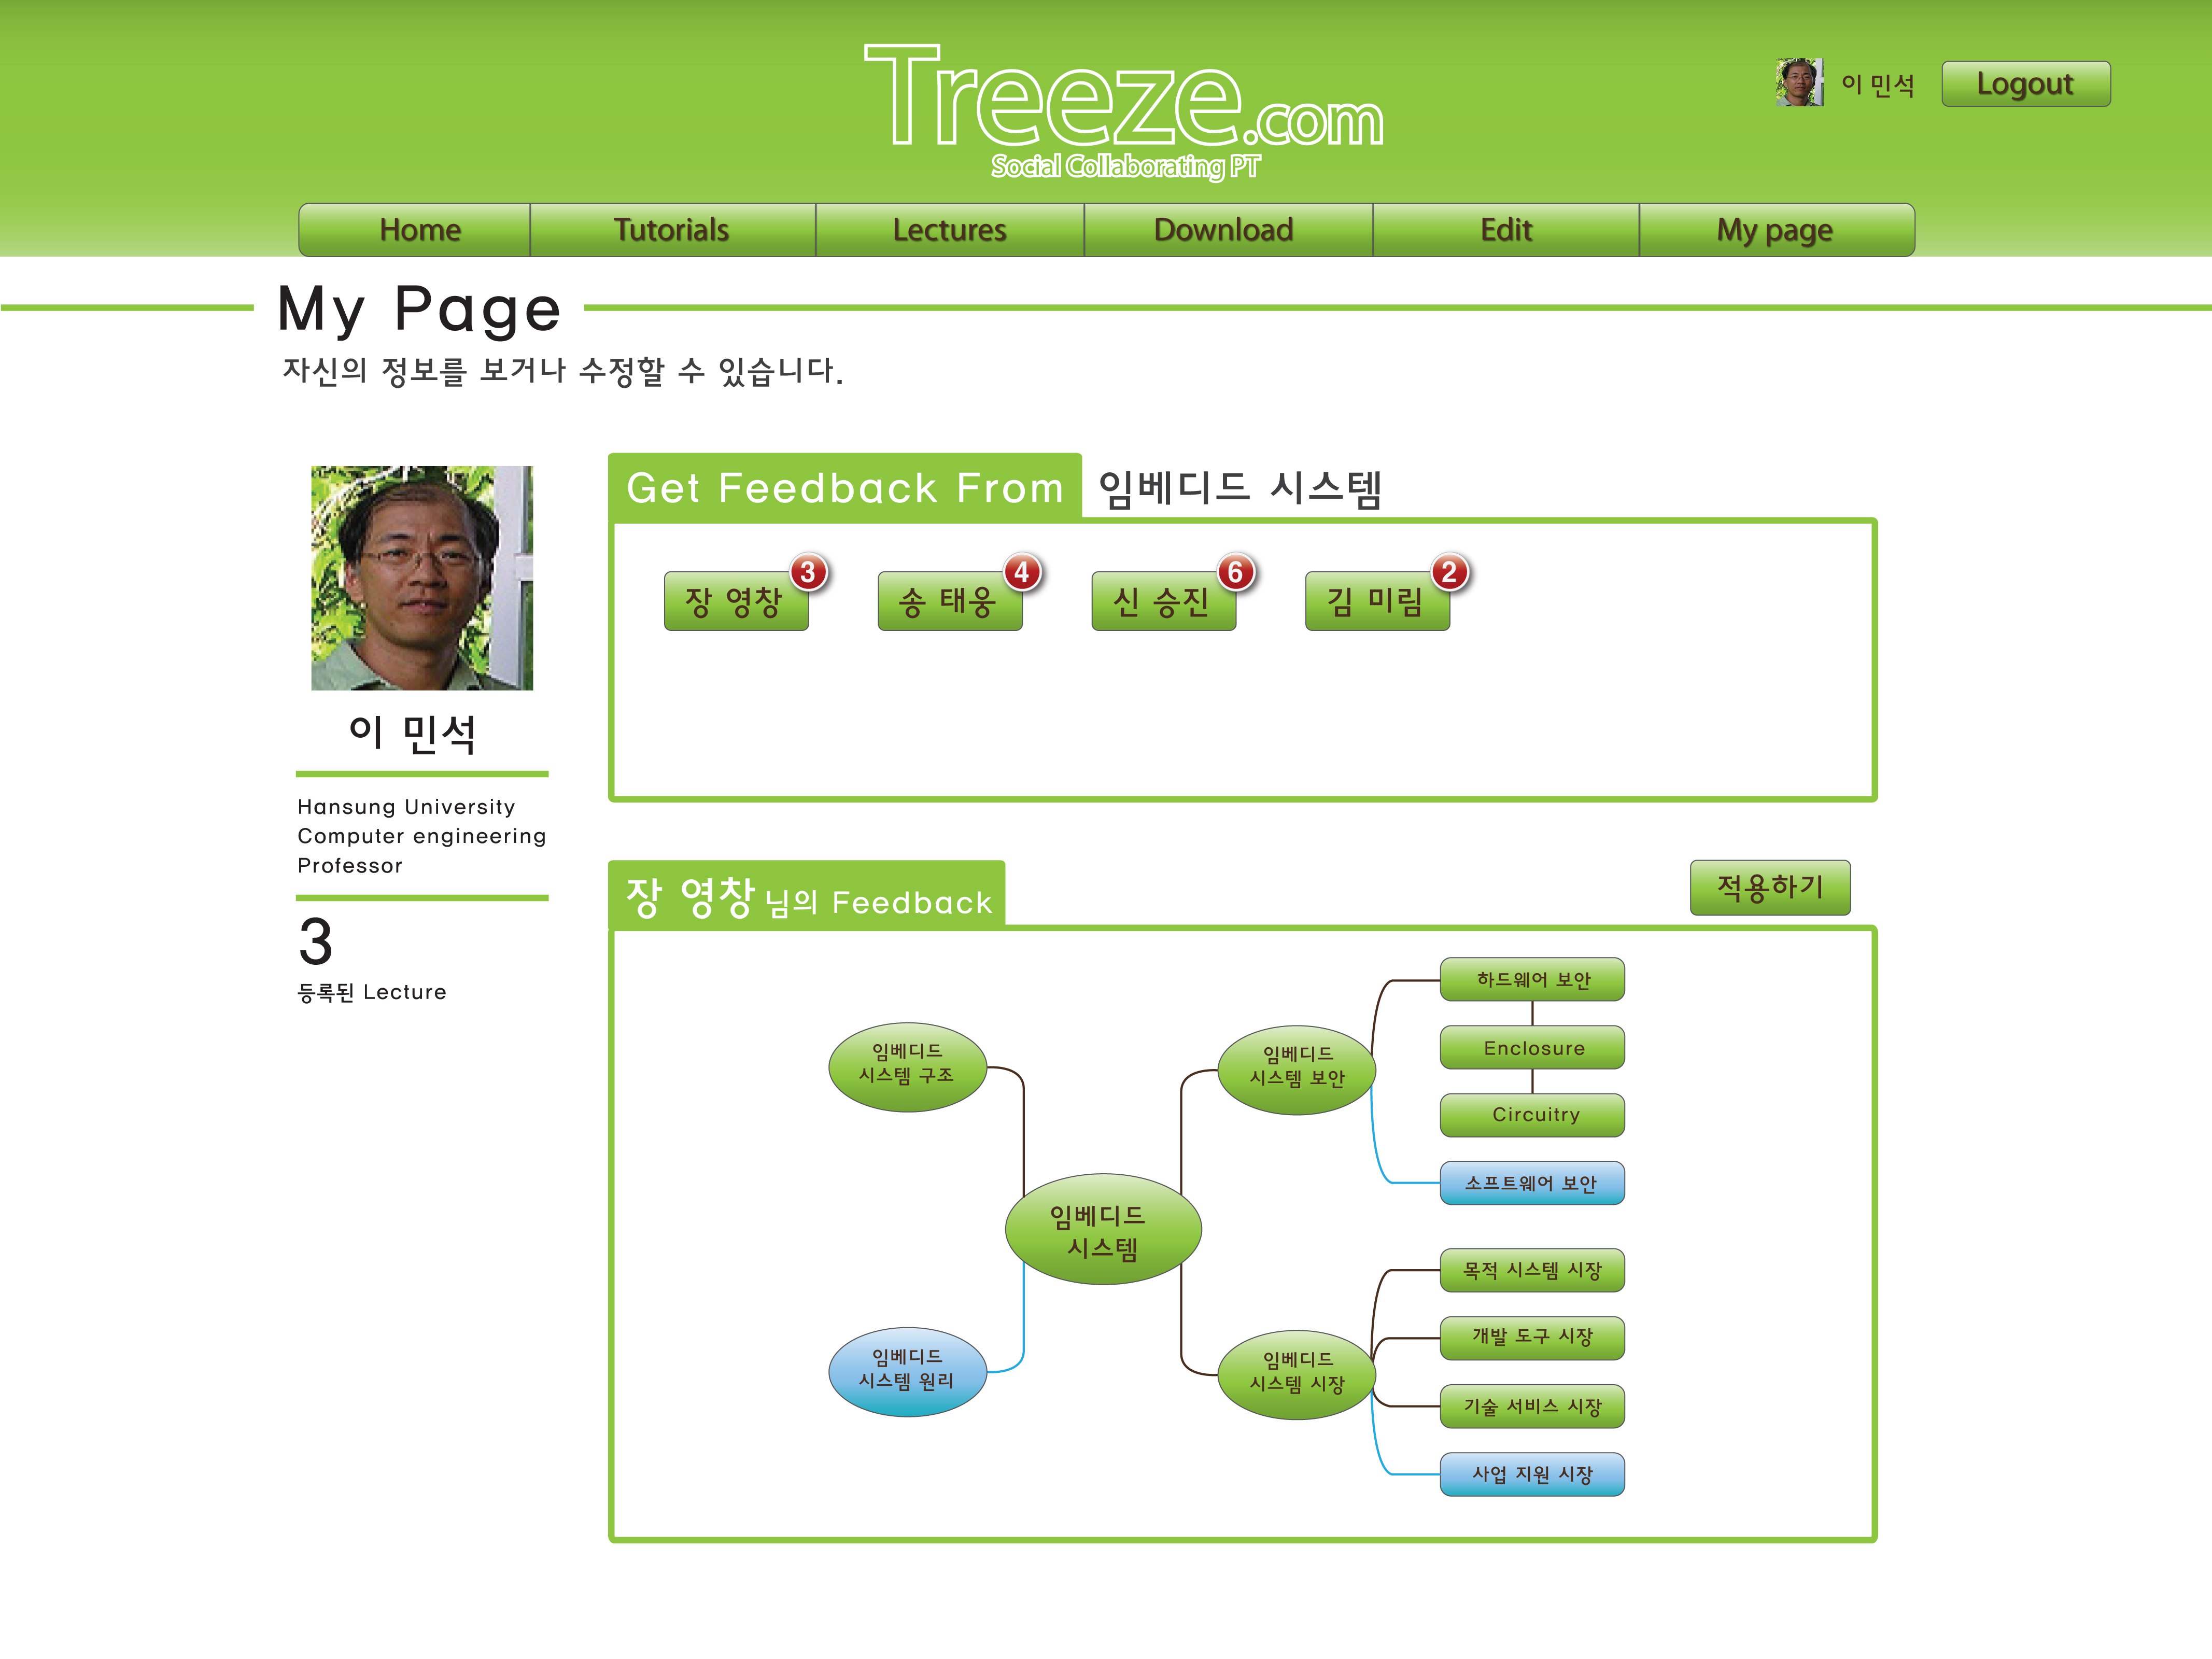 Treeze.com
Social Collaborating PT
이 민석
Logout
Home
Tutorials
Lectures
Download
Edit
My page
My Page
자신의 정보를 보거나 수정할 수 있습니다.
이 민석
Hansung University
Computer engineering
Professor
3
등록된 Lecture
Get Feedback From 임베디드 시스템
장 영창
3
송 태웅
4
신 승진
6
김 미림
2
장 영창 님의 Feedback
적용하기
임베디드
시스템 구조
임베디드
시스템 원리
임베디드
시스템
임베디드
시스템 보안
하드웨어 보안
Enclosure
Circuitry
소프트웨어 보안
임베디드
시스템 시장
목적 시스템 시장
개발 도구 시장
기술 서비스 시장
사업 지원 시장